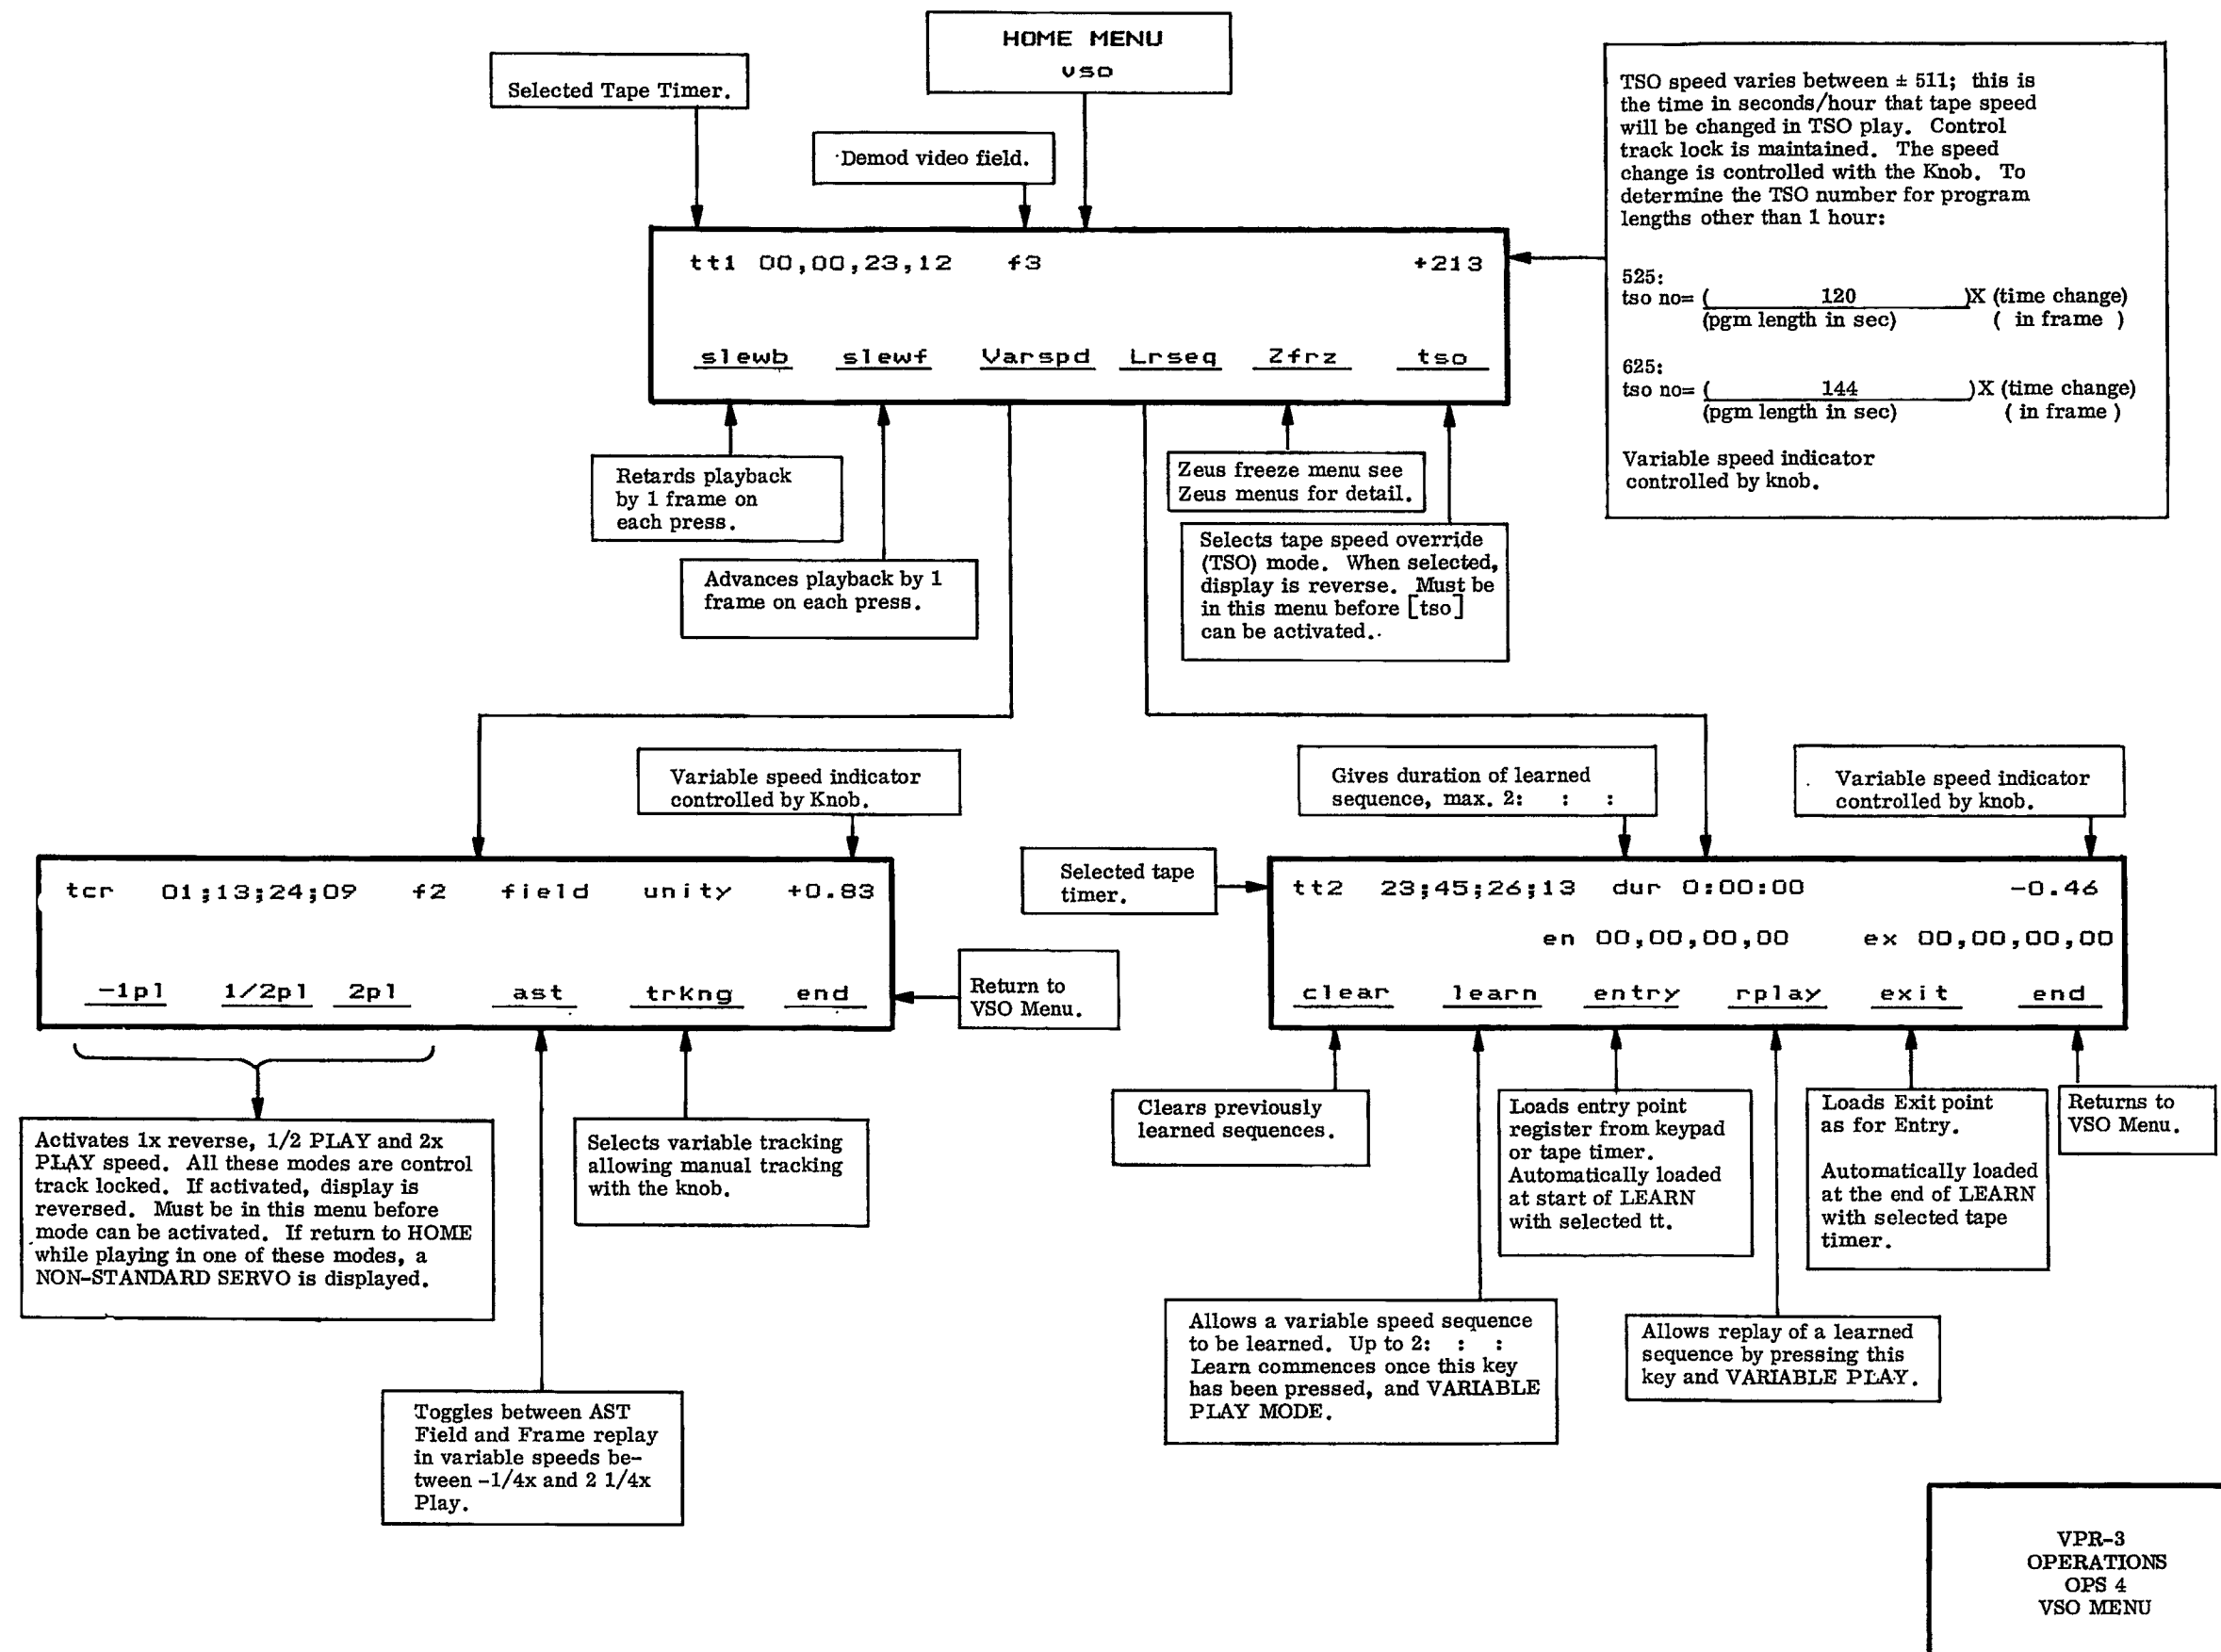 HOME MENU
vso
Selected Tape Timer.
Demod video field.
TSO speed varies between ± 511; this is
the time in seconds/hour that tape speed
will be changed in TSO play. Control
track lock is maintained. The speed
change is controlled with the Knob. To
determine the TSO number for program
lengths other than 1 hour:
525:
tso no= ( 120 )X (time change)
(pgm length in sec) ( in frame )
625:
tso no= ( 144 )X (time change)
(pgm length in sec) ( in frame )
Variable speed indicator
controlled by knob.
tt1 00,00,23,12 f3 +213
slewb slewf Varspd Lrseq Zfrz tso
Retards playback
by 1 frame on
each press.
Advances playback by 1
frame on each press.
Zeus freeze menu see
Zeus menus for detail.
Selects tape speed override
(TSO) mode. When selected,
display is reverse. Must be
in this menu before [tso]
can be activated.
Variable speed indicator
controlled by Knob.
tcr 01;13;24;09 f2 field unity +0.83
-1pl 1/2pl 2pl ast trkng end
Return to
VSO Menu.
Activates 1x reverse, 1/2 PLAY and 2x
PLAY speed. All these modes are control
track locked. If activated, display is
reversed. Must be in this menu before
mode can be activated. If return to HOME
while playing in one of these modes, a
NON-STANDARD SERVO is displayed.
Selects variable tracking
allowing manual tracking
with the knob.
Toggles between AST
Field and Frame replay
in variable speeds be-
tween -1/4x and 2 1/4x
Play.
Gives duration of learned
sequence, max. 2: : :
Variable speed indicator
controlled by knob.
Selected tape
timer.
tt2 23;45;26;13 dur 0:00:00 -0.46
en 00,00,00,00 ex 00,00,00,00
clear learn entry rplay exit end
Clears previously
learned sequences.
Loads entry point
register from keypad
or tape timer.
Automatically loaded
at start of LEARN
with selected tt.
Loads Exit point
as for Entry.
Automatically loaded
at the end of LEARN
with selected tape
timer.
Returns to
VSO Menu.
Allows a variable speed sequence
to be learned. Up to 2: : :
Learn commences once this key
has been pressed, and VARIABLE
PLAY MODE.
Allows replay of a learned
sequence by pressing this
key and VARIABLE PLAY.
VPR-3
OPERATIONS
OPS 4
VSO MENU